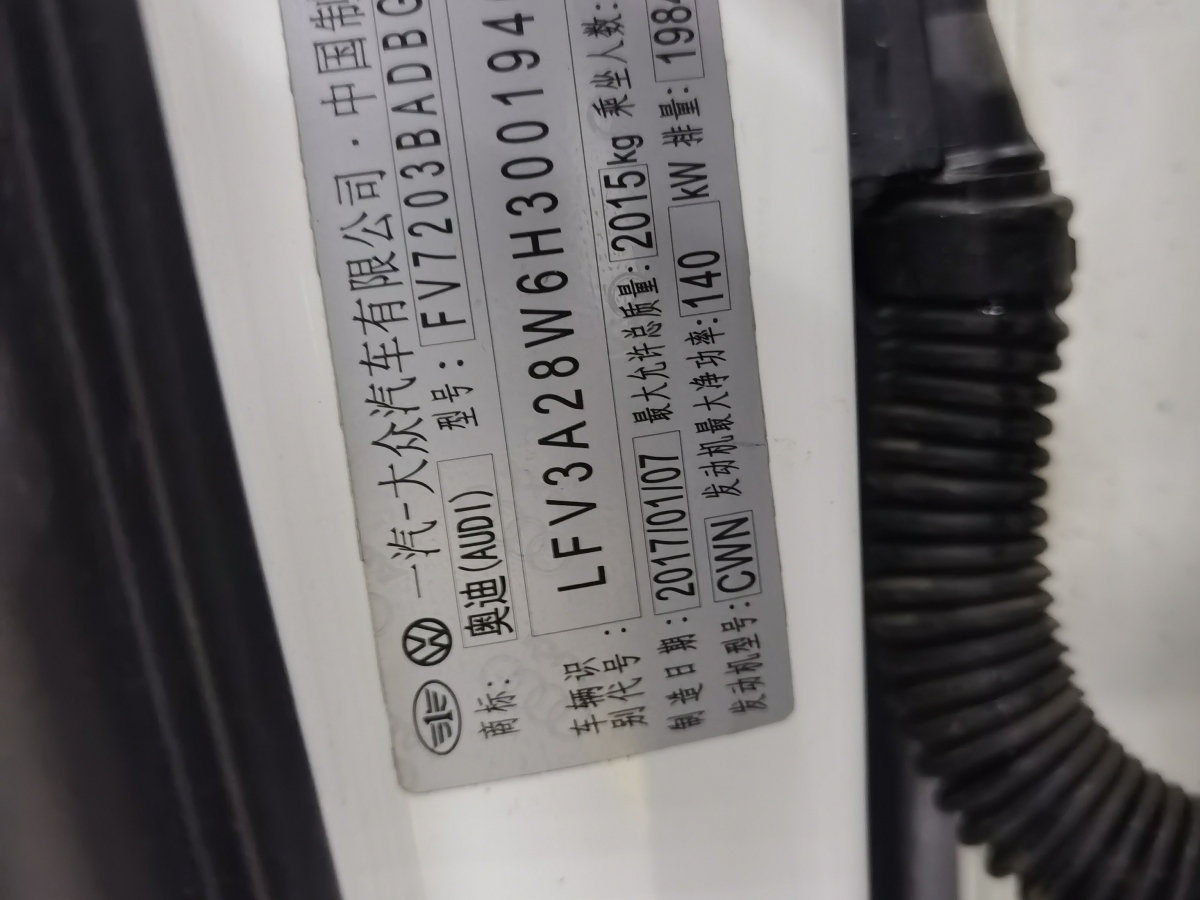 一汽-大众汽车有限公司·中国制
商标: 奥迪(AUDI) 型号: FV7203BADBG
车辆识别代号: LFV3A28W6H300194
制造日期: 2017/01/07 最大允许总质量: 2015kg 乘坐人数:
发动机型号: CWN 发动机最大净功率: 140 kW 排量: 198